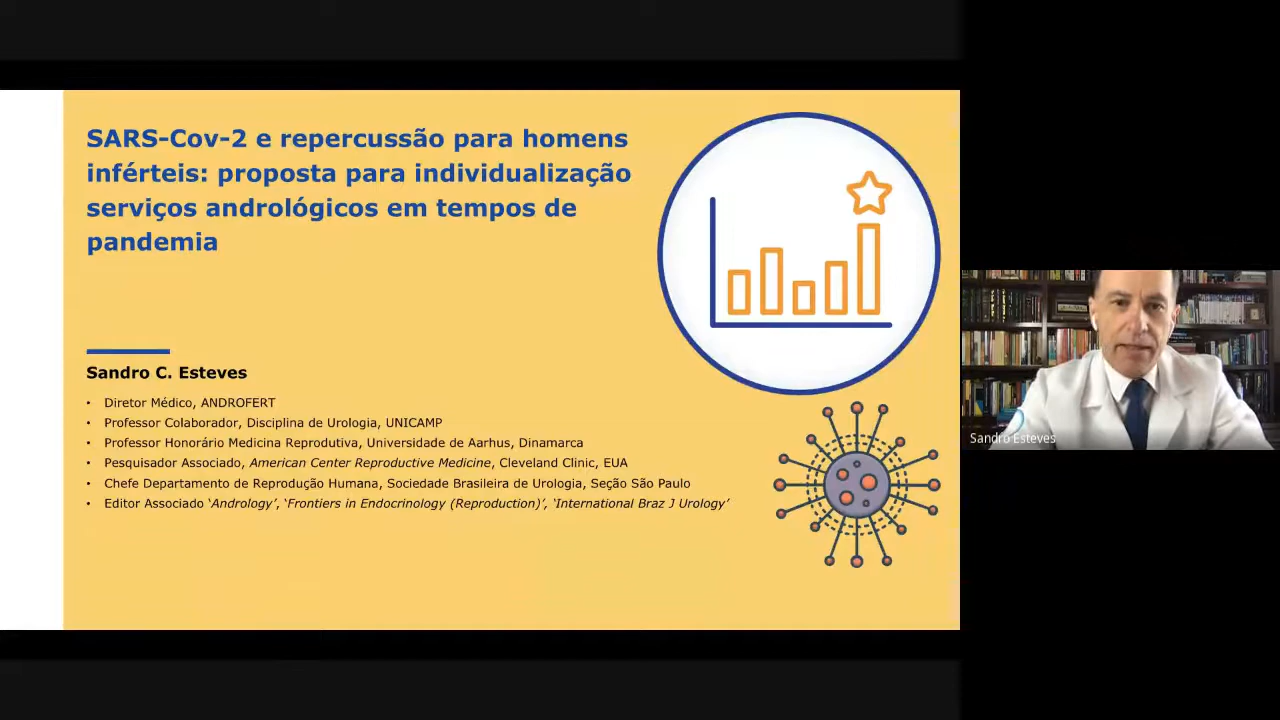 SARS-Cov-2 e repercussão para homens
inférteis: proposta para individualização
serviços andrológicos em tempos de
pandemia
Sandro C. Esteves
• Diretor Médico, ANDROFERT
• Professor Colaborador, Disciplina de Urologia, UNICAMP
• Professor Honorário Medicina Reprodutiva, Universidade de Aarhus, Dinamarca
• Pesquisador Associado, American Center Reproductive Medicine, Cleveland Clinic, EUA
• Chefe Departamento de Reprodução Humana, Sociedade Brasileira de Urologia, Seção São Paulo
• Editor Associado ‘Andrology’, ‘Frontiers in Endocrinology (Reproduction)’, ‘International Braz J Urology’
Sandro Esteves